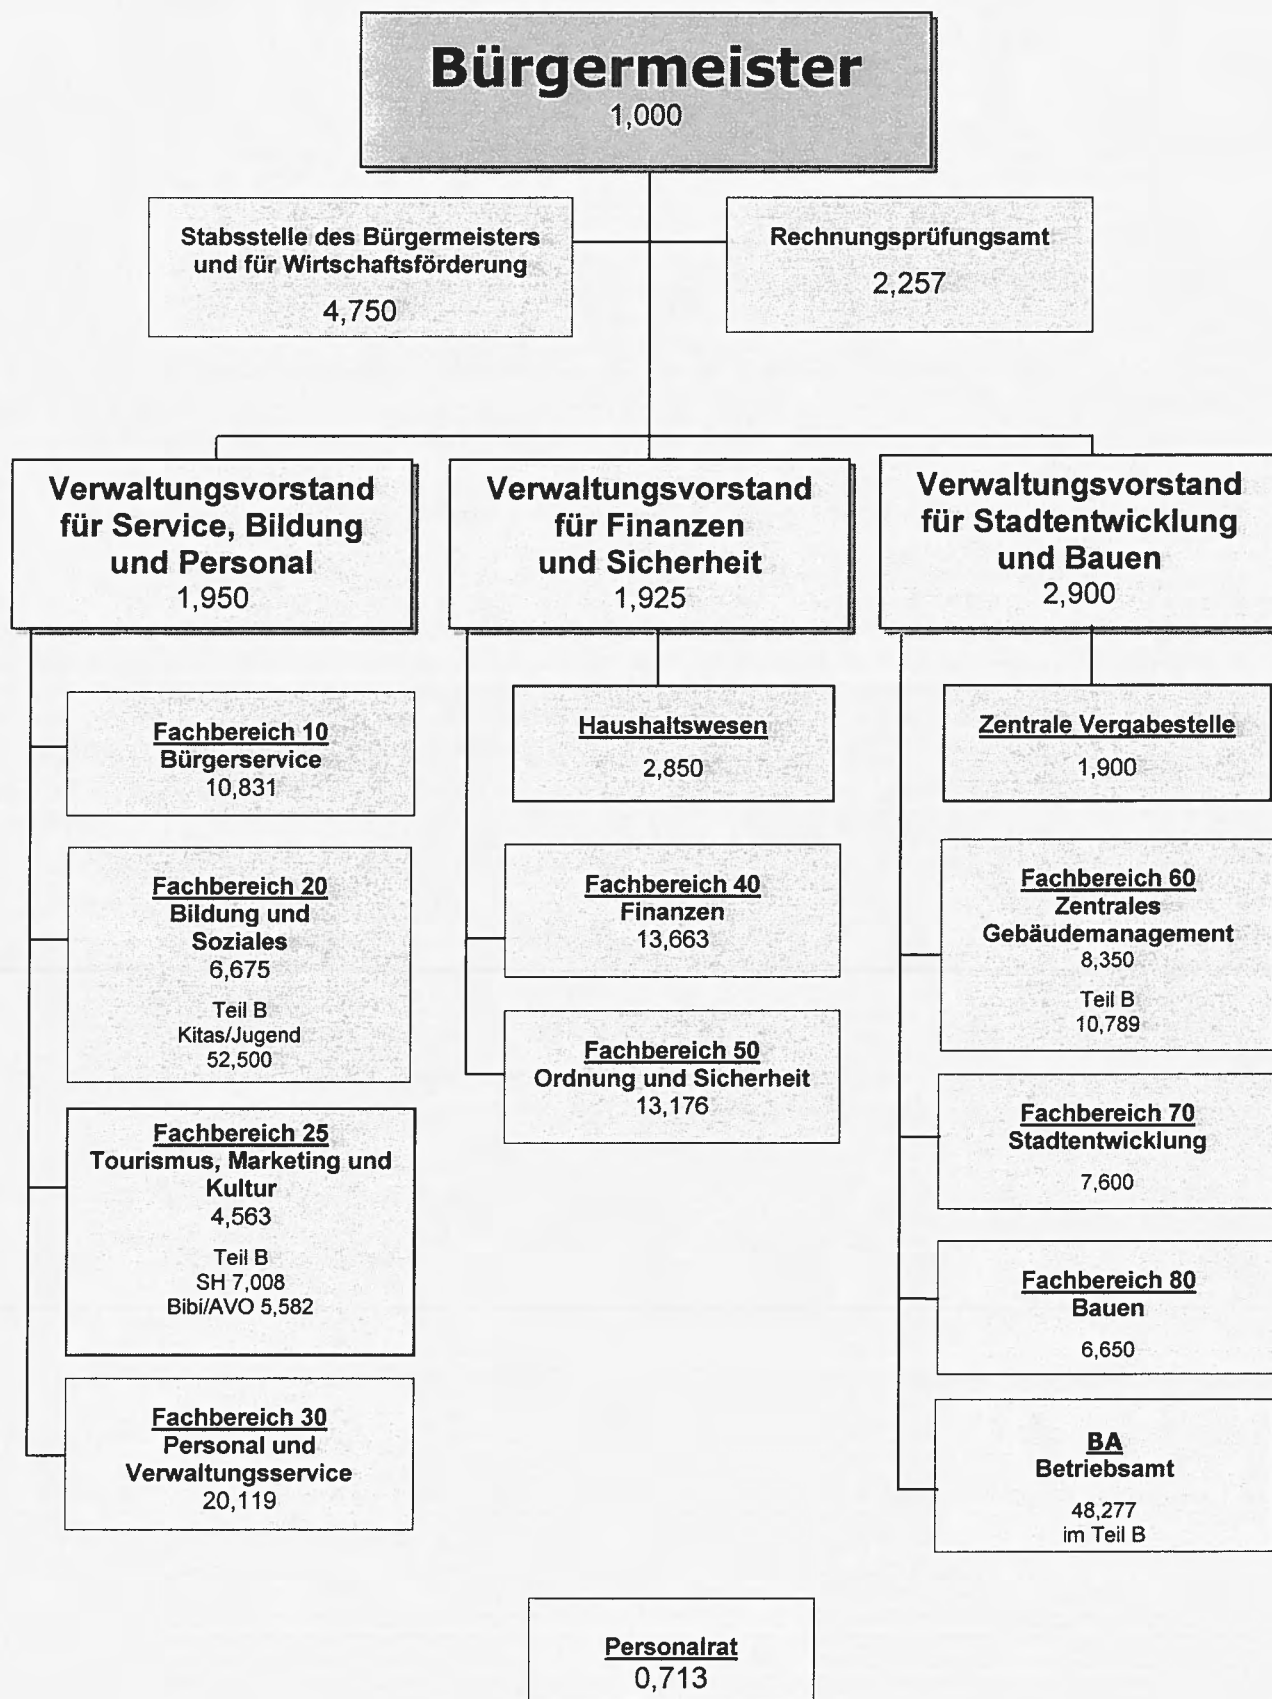 Bürgermeister
1,000
Stabsstelle des Bürgermeisters
und für Wirtschaftsförderung
4,750
Rechnungsprüfungsamt
2,257
Verwaltungsvorstand
für Service, Bildung
und Personal
1,950
Fachbereich 10
Bürgerservice
10,831
Fachbereich 20
Bildung und
Soziales
6,675
Teil B
Kitas/Jugend
52,500
Fachbereich 25
Tourismus, Marketing und
Kultur
4,563
Teil B
SH 7,008
Bibi/AVO 5,582
Fachbereich 30
Personal und
Verwaltungsservice
20,119
Verwaltungsvorstand
für Finanzen
und Sicherheit
1,925
Haushaltswesen
2,850
Fachbereich 40
Finanzen
13,663
Fachbereich 50
Ordnung und Sicherheit
13,176
Verwaltungsvorstand
für Stadtentwicklung
und Bauen
2,900
Zentrale Vergabestelle
1,900
Fachbereich 60
Zentrales
Gebäudemanagement
8,350
Teil B
10,789
Fachbereich 70
Stadtentwicklung
7,600
Fachbereich 80
Bauen
6,650
BA
Betriebsamt
48,277
im Teil B
Personalrat
0,713